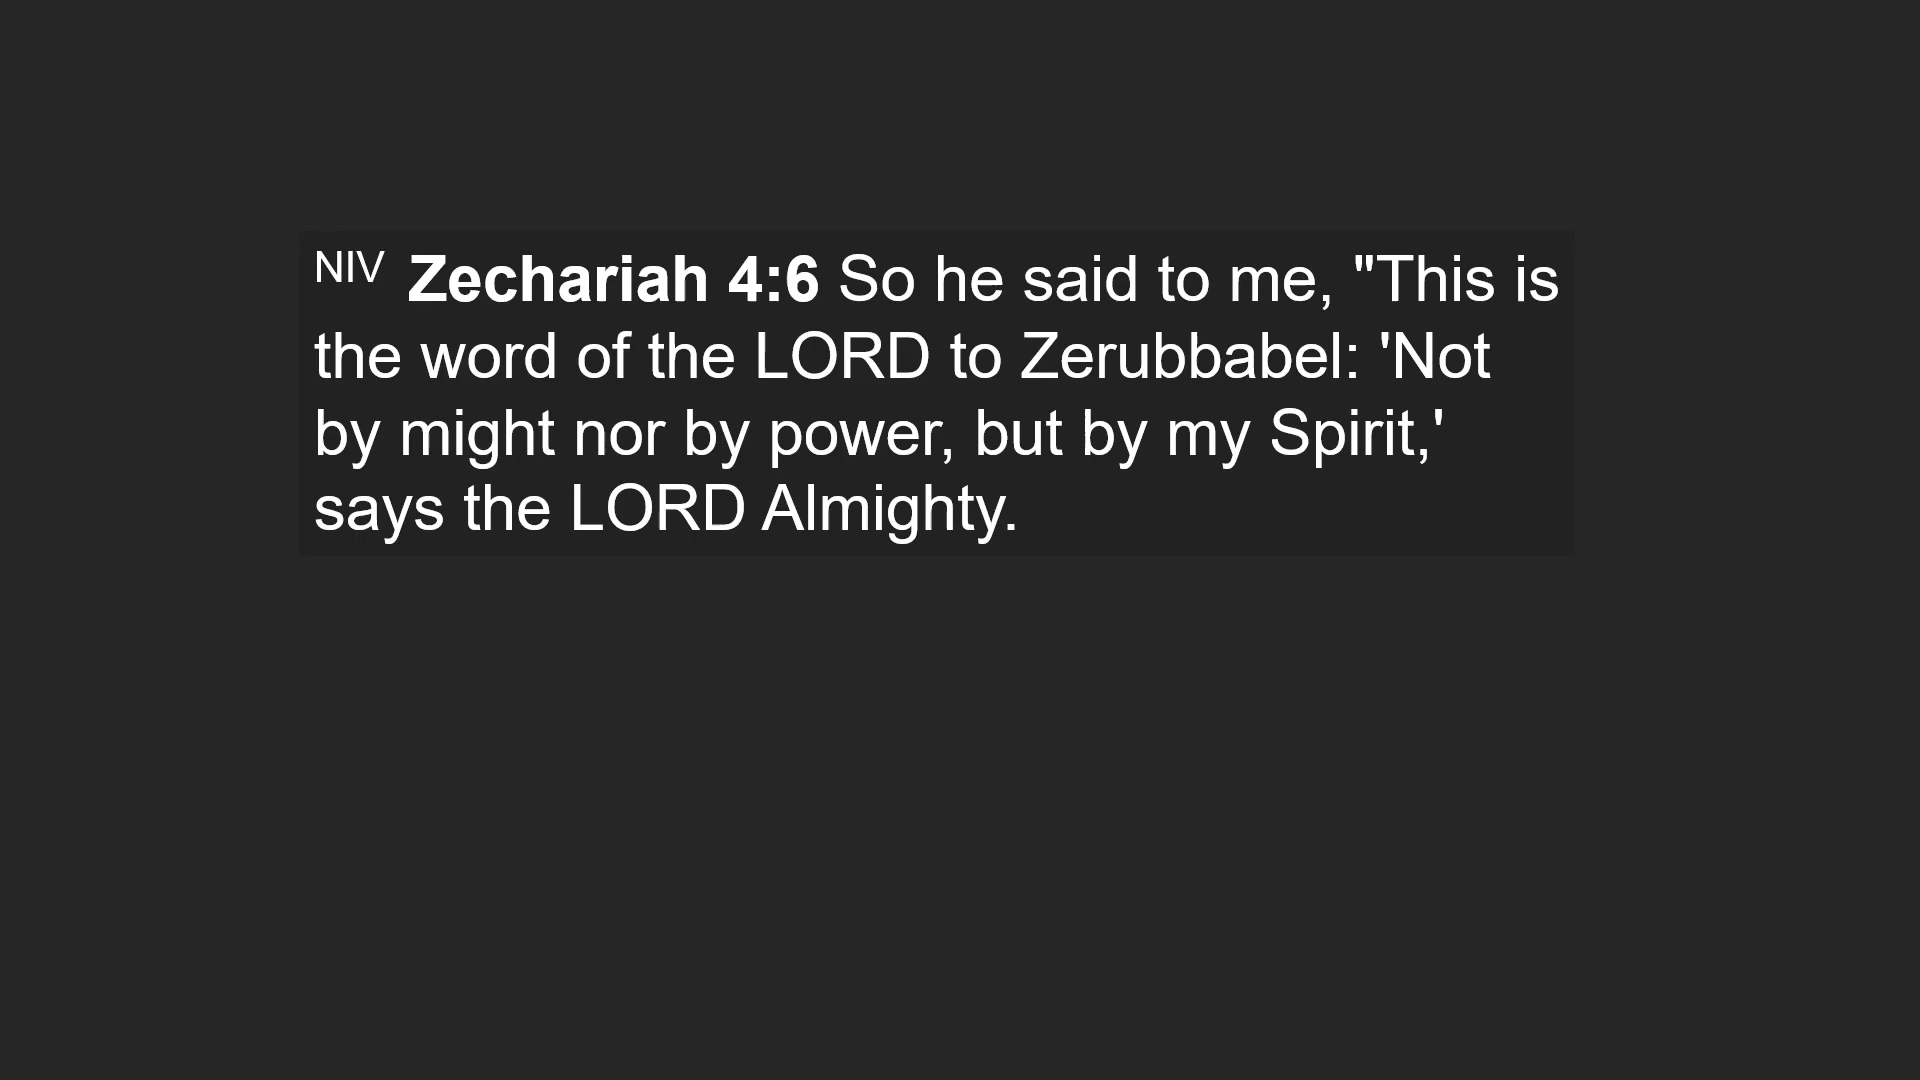 NIV Zechariah 4:6 So he said to me, "This is
the word of the LORD to Zerubbabel: 'Not
by might nor by power, but by my Spirit,'
says the LORD Almighty.